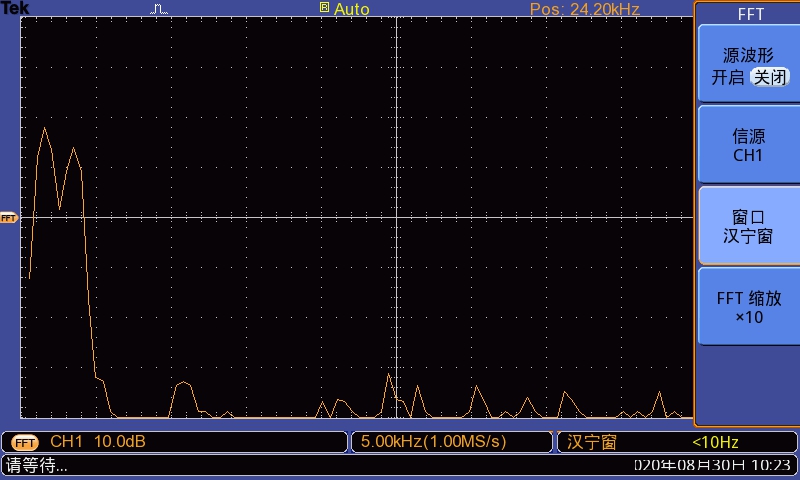 Tek
R Auto
Pos: 24.20kHz
FFT
源波形
开启 关闭
信源
CH1
窗口
汉宁窗
FFT 缩放
×10
FFT
FFT CH1 10.0dB
5.00kHz(1.00MS/s)
汉宁窗 <10Hz
请等待...
020年08月30日 10:23